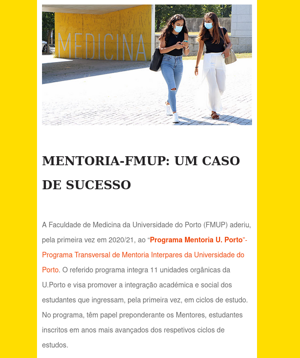 MEDICINA
MENTORIA-FMUP: UM CASO
DE SUCESSO
A Faculdade de Medicina da Universidade do Porto (FMUP) aderiu,
pela primeira vez em 2020/21, ao "Programa Mentoria U. Porto"-
Programa Transversal de Mentoria Interpares da Universidade do
Porto. O referido programa integra 11 unidades orgânicas da
U.Porto e visa promover a integração académica e social dos
estudantes que ingressam, pela primeira vez, em ciclos de estudo.
No programa, têm papel preponderante os Mentores, estudantes
inscritos em anos mais avançados dos respetivos ciclos de
estudos.